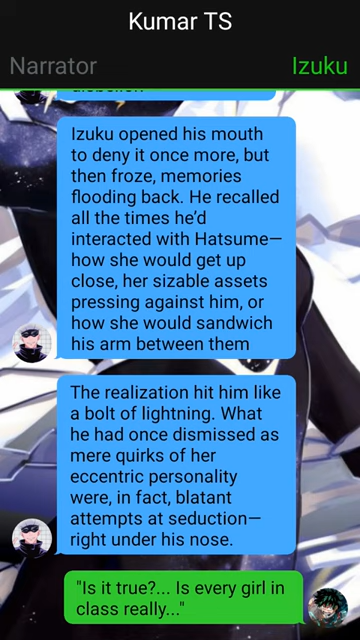 Kumar TS
Narrator
Izuku
Izuku opened his mouth
to deny it once more, but
then froze, memories
flooding back. He recalled
all the times he'd
interacted with Hatsume—
how she would get up
close, her sizable assets
pressing against him, or
how she would sandwich
his arm between them
The realization hit him like
a bolt of lightning. What
he had once dismissed as
mere quirks of her
eccentric personality
were, in fact, blatant
attempts at seduction—
right under his nose.
"Is it true?... Is every girl in
class really..."